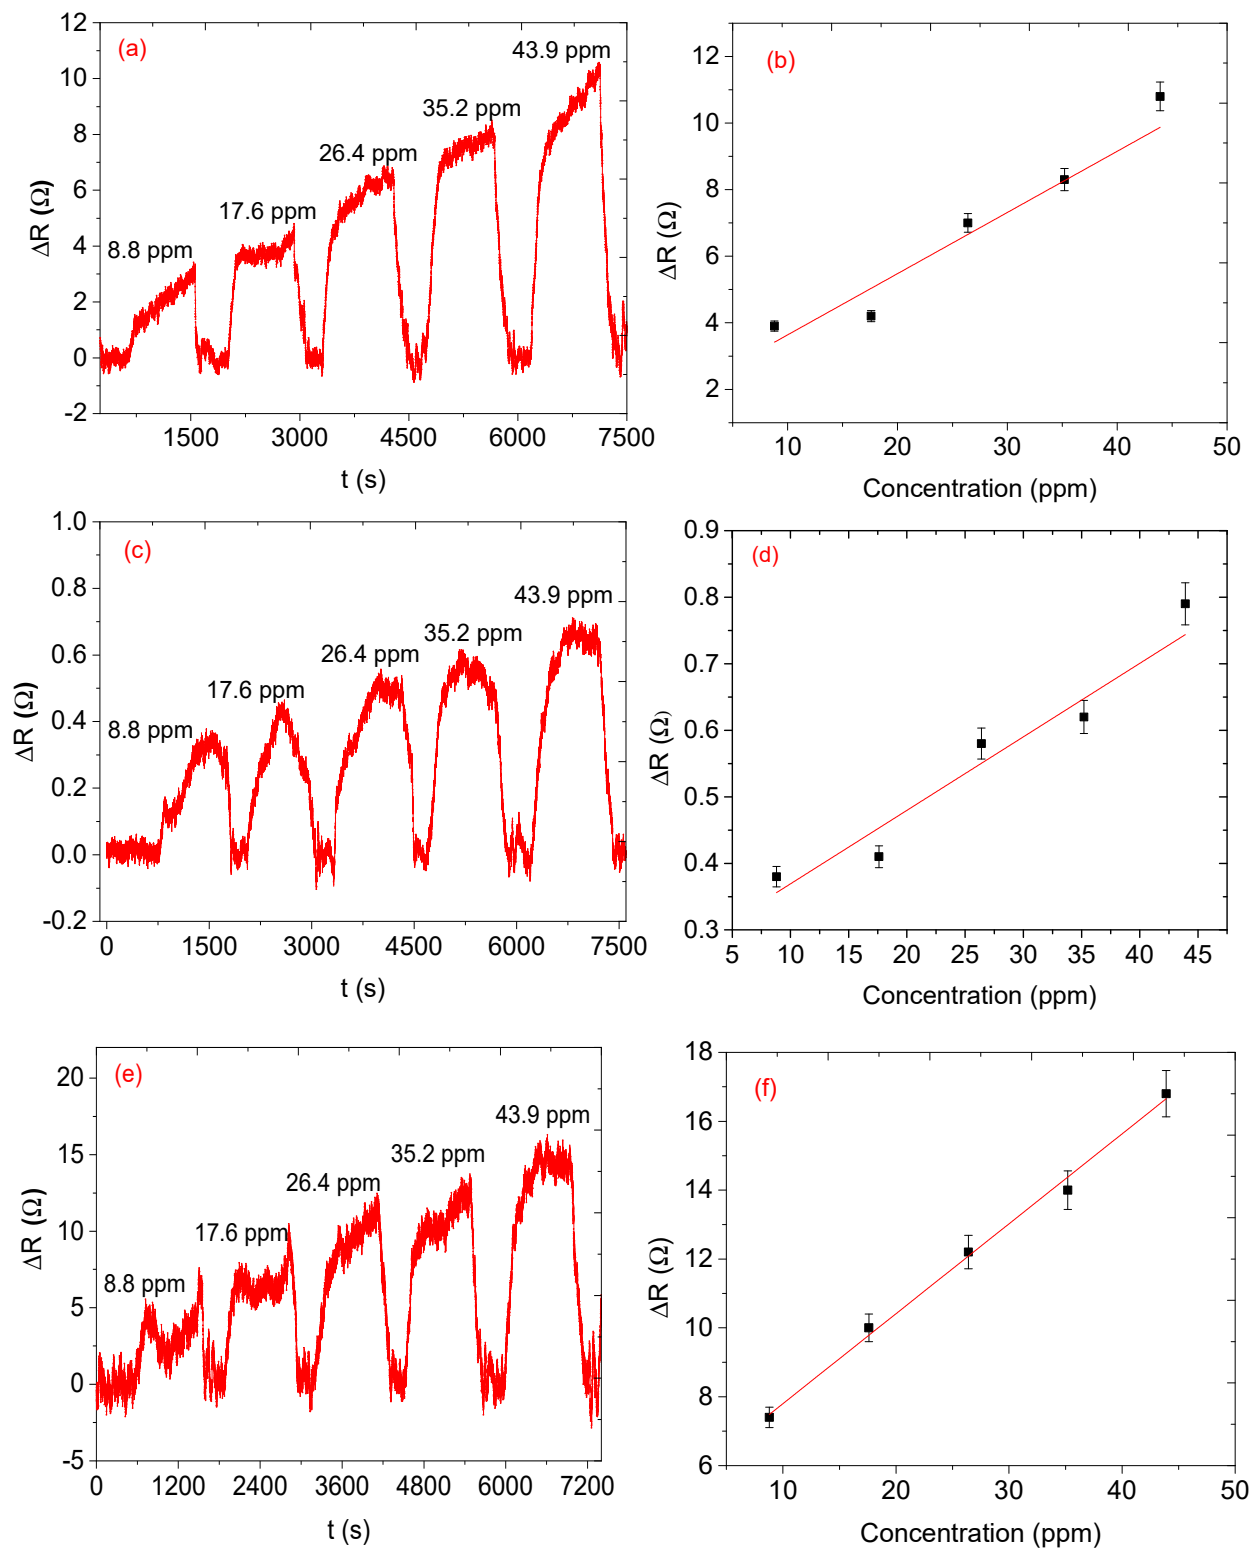 (a)
12
10
8
6
4
2
0
-2
ΔR (Ω)
8.8 ppm
17.6 ppm
26.4 ppm
35.2 ppm
43.9 ppm
1500
3000
4500
6000
7500
t (s)
(b)
12
10
8
6
4
2
ΔR (Ω)
10
20
30
40
50
Concentration (ppm)
(c)
1.0
0.8
0.6
0.4
0.2
0.0
-0.2
ΔR (Ω)
8.8 ppm
17.6 ppm
26.4 ppm
35.2 ppm
43.9 ppm
0
1500
3000
4500
6000
7500
t (s)
(d)
0.9
0.8
0.7
0.6
0.5
0.4
0.3
ΔR (Ω)
5
10
15
20
25
30
35
40
45
Concentration (ppm)
(e)
20
15
10
5
0
-5
ΔR (Ω)
8.8 ppm
17.6 ppm
26.4 ppm
35.2 ppm
43.9 ppm
0
1200
2400
3600
4800
6000
7200
t (s)
(f)
18
16
14
12
10
8
6
ΔR (Ω)
10
20
30
40
50
Concentration (ppm)